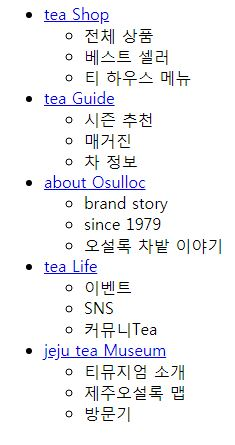 tea Shop
전체 상품
베스트 셀러
티 하우스 메뉴
tea Guide
시즌 추천
매거진
차 정보
about Osulloc
brand story
since 1979
오설록 차밭 이야기
tea Life
이벤트
SNS
커뮤니Tea
jeju tea Museum
티뮤지엄 소개
제주오설록 맵
방문기